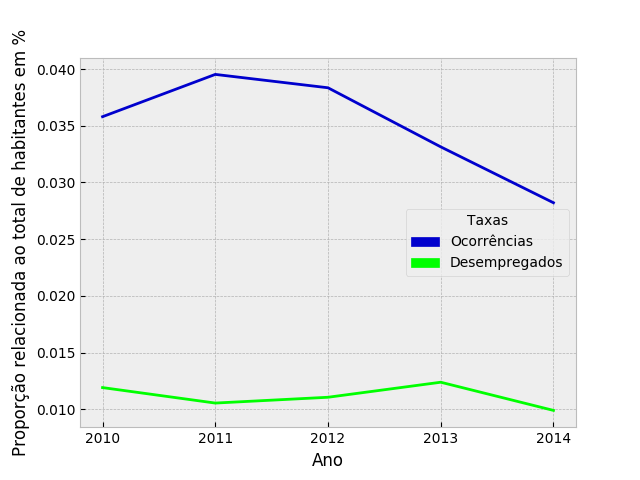 Proporção relacionada ao total de habitantes em %
0.040
0.035
0.030
0.025
0.020
0.015
0.010
Taxas
Ocorrências
Desempregados
2010 2011 2012 2013 2014
Ano